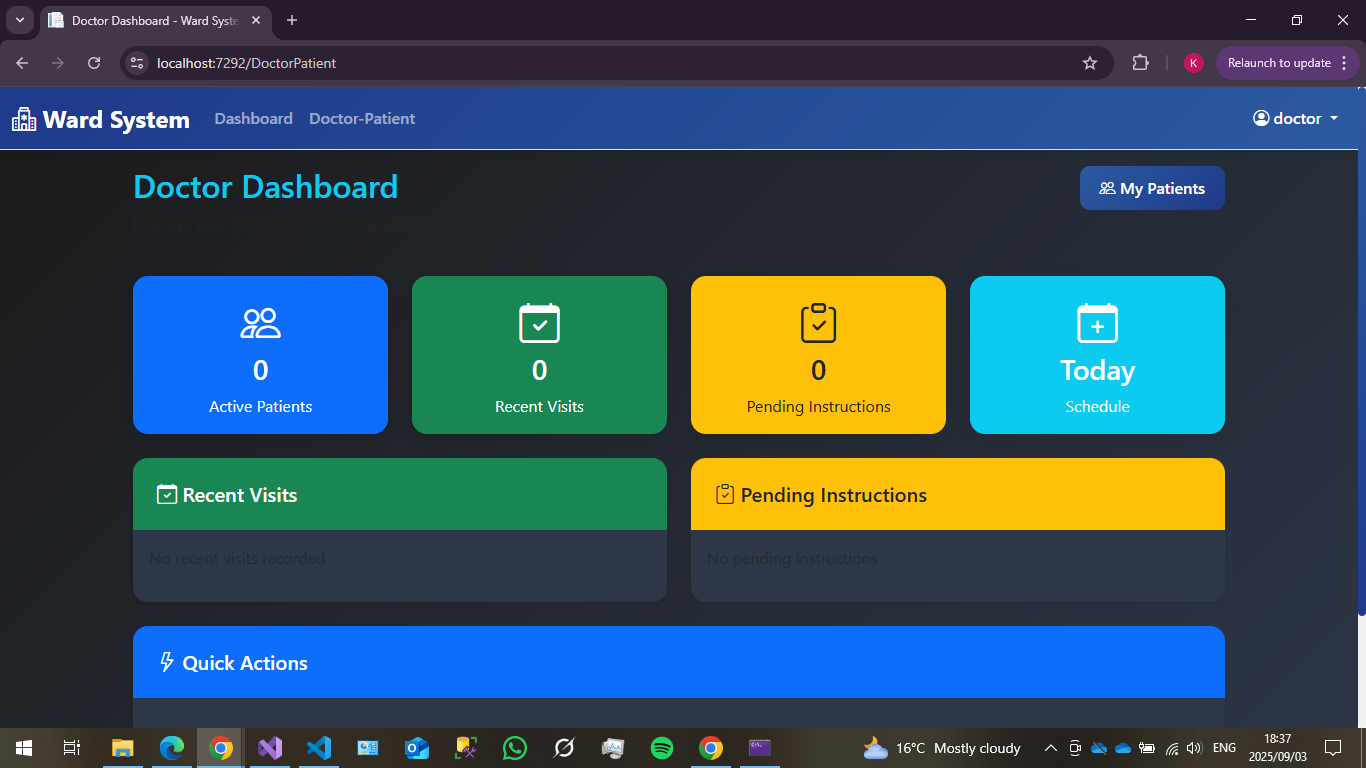 Doctor Dashboard - Ward Syste
localhost:7292/DoctorPatient
K
Relaunch to update
Ward System
Dashboard
Doctor-Patient
doctor
Doctor Dashboard
My Patients
Manage your patients and
0
Active Patients
0
Recent Visits
0
Pending Instructions
Today
Schedule
Recent Visits
Pending Instructions
No recent visits recorded
No pending instructions
Quick Actions
16°C Mostly cloudy
ENG
18:37
2025/09/03